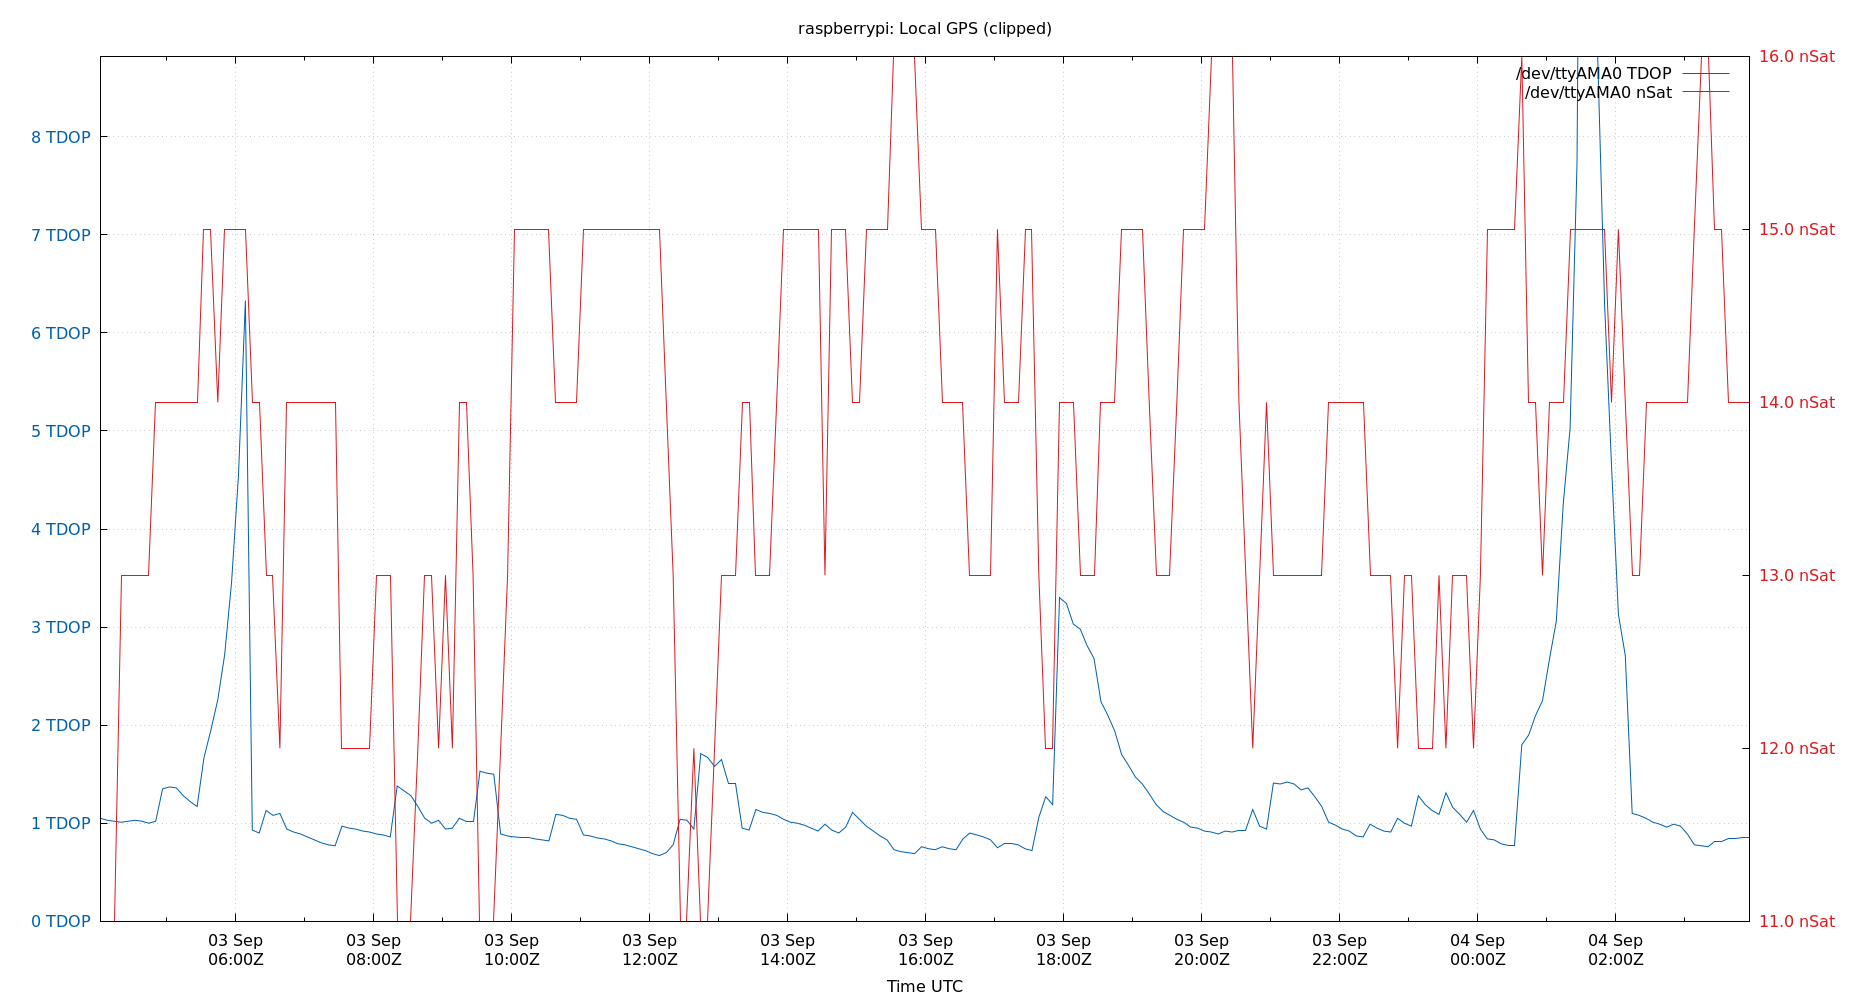 raspberrypi: Local GPS (clipped)
/dev/ttyAMA0 TDOP
/dev/ttyAMA0 nSat
8 TDOP
7 TDOP
6 TDOP
5 TDOP
4 TDOP
3 TDOP
2 TDOP
1 TDOP
0 TDOP
16.0 nSat
15.0 nSat
14.0 nSat
13.0 nSat
12.0 nSat
11.0 nSat
03 Sep 03 Sep 03 Sep 03 Sep 03 Sep 03 Sep 03 Sep 03 Sep 03 Sep 04 Sep 04 Sep
06:00Z 08:00Z 10:00Z 12:00Z 14:00Z 16:00Z 18:00Z 20:00Z 22:00Z 00:00Z 02:00Z
Time UTC